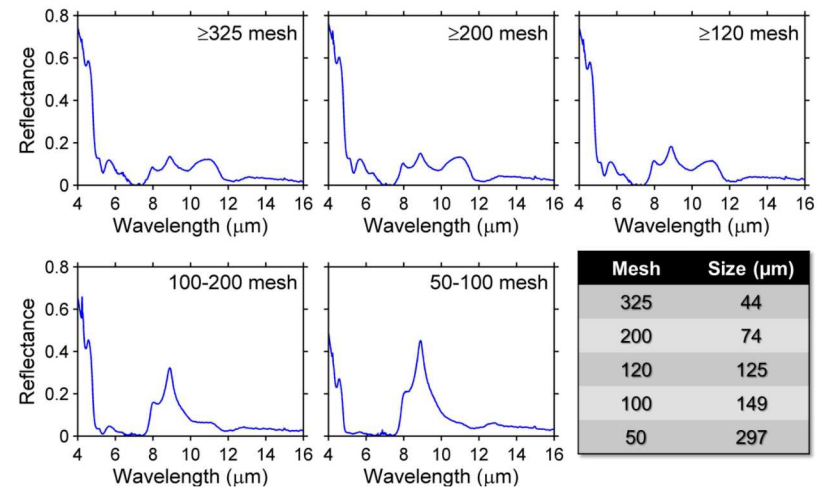 ≥325 mesh
≥200 mesh
≥120 mesh
0.8
0.6
0.4
0.2
0
Reflectance
4 6 8 10 12 14 16
4 6 8 10 12 14 16
4 6 8 10 12 14 16
Wavelength (μm)
Wavelength (μm)
Wavelength (μm)
100-200 mesh
50-100 mesh
0.8
0.6
0.4
0.2
0
Reflectance
4 6 8 10 12 14 16
4 6 8 10 12 14 16
Wavelength (μm)
Wavelength (μm)
Mesh Size (μm)
325 44
200 74
120 125
100 149
50 297